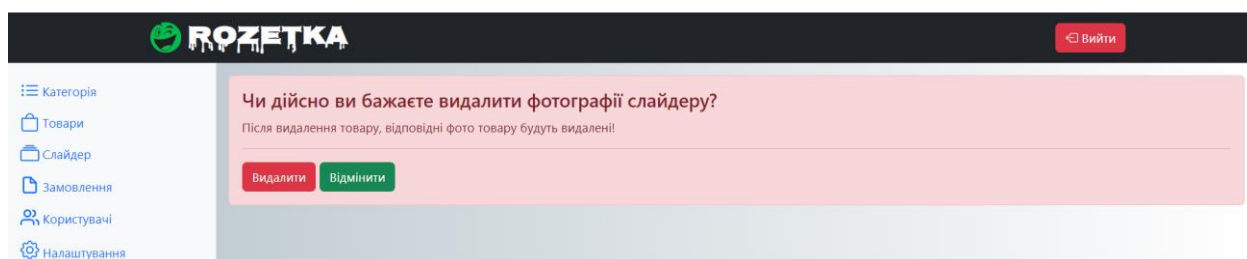 ROZETKA
Вийти
Категорія
Товари
Слайдер
Замовлення
Користувачі
Налаштування
Чи дійсно ви бажаєте видалити фотографії слайдеру?
Після видалення товару, відповідні фото товару будуть видалені!
Видалити Відмінити